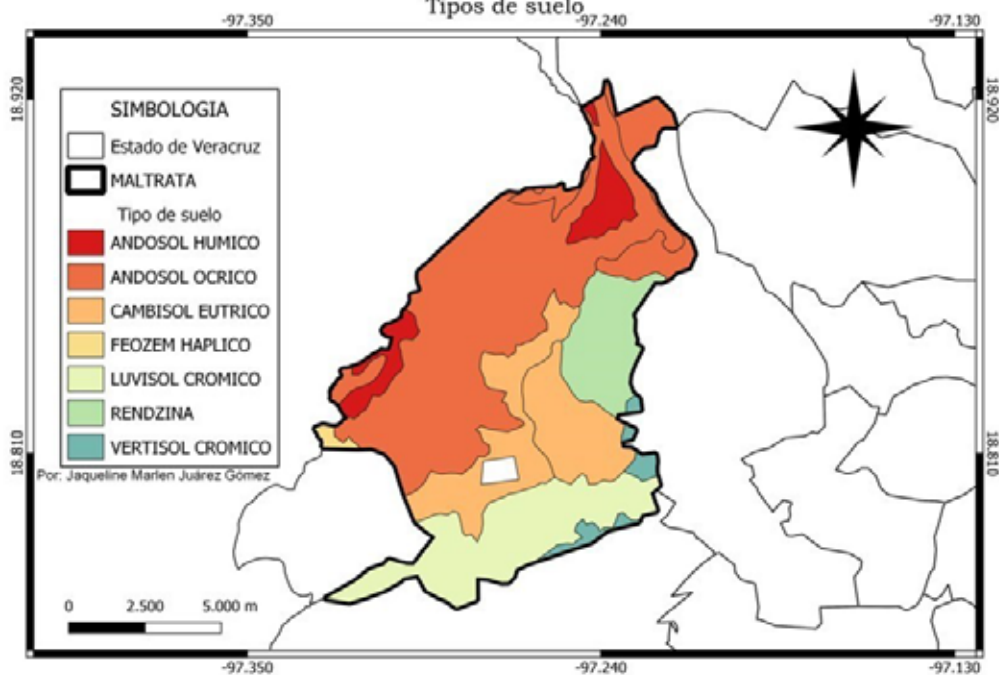 Tipos de suelo
-97.350
-97.240
-97.130
18.920
18.920
SIMBOLOGIA
Estado de Veracruz
MALTRATA
Tipo de suelo
ANDOSOL HUMICO
ANDOSOL OCRICO
CAMBISOL EUTRICO
FEOZEM HAPLICO
LUVISOL CROMICO
RENDZINA
VERTISOL CROMICO
18.810
18.810
Por: Jaqueline Marlen Juárez Gómez
0 2.500 5.000 m
-97.350
-97.240
-97.130